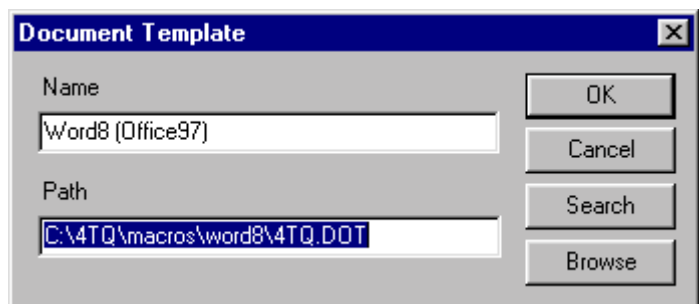 Document Template
Name
Word8 (Office97)
Path
C:\4TQ\macros\word8\4TQ.DOT
OK
Cancel
Search
Browse